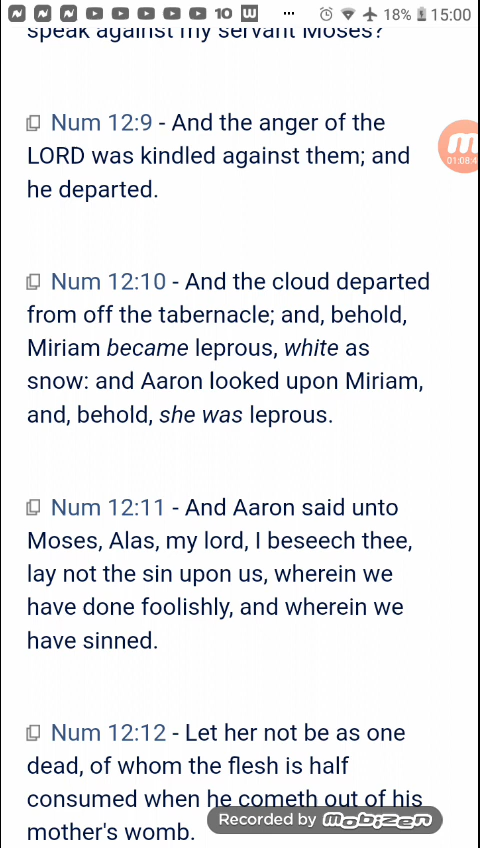 10 18% 15:00
speak against my servant Moses?
01:08:4
Num 12:9 - And the anger of the
LORD was kindled against them; and
he departed.
Num 12:10 - And the cloud departed
from off the tabernacle; and, behold,
Miriam became leprous, white as
snow: and Aaron looked upon Miriam,
and, behold, she was leprous.
Num 12:11 - And Aaron said unto
Moses, Alas, my lord, I beseech thee,
lay not the sin upon us, wherein we
have done foolishly, and wherein we
have sinned.
Num 12:12 - Let her not be as one
dead, of whom the flesh is half
consumed when he cometh out of his
mother's womb.
Recorded by mobizen